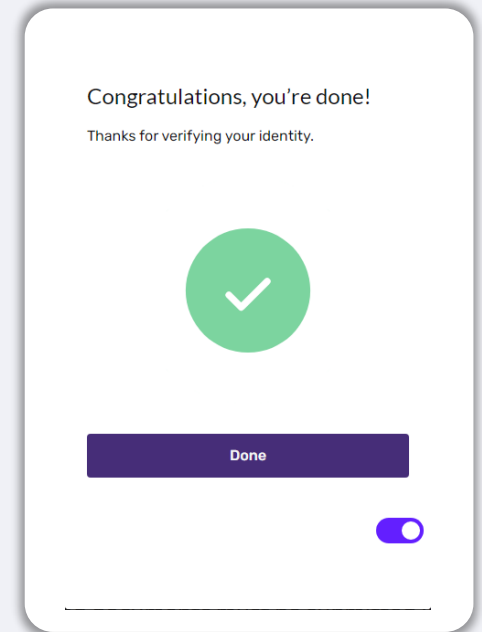 Congratulations, you’re done!
Thanks for verifying your identity.
Done